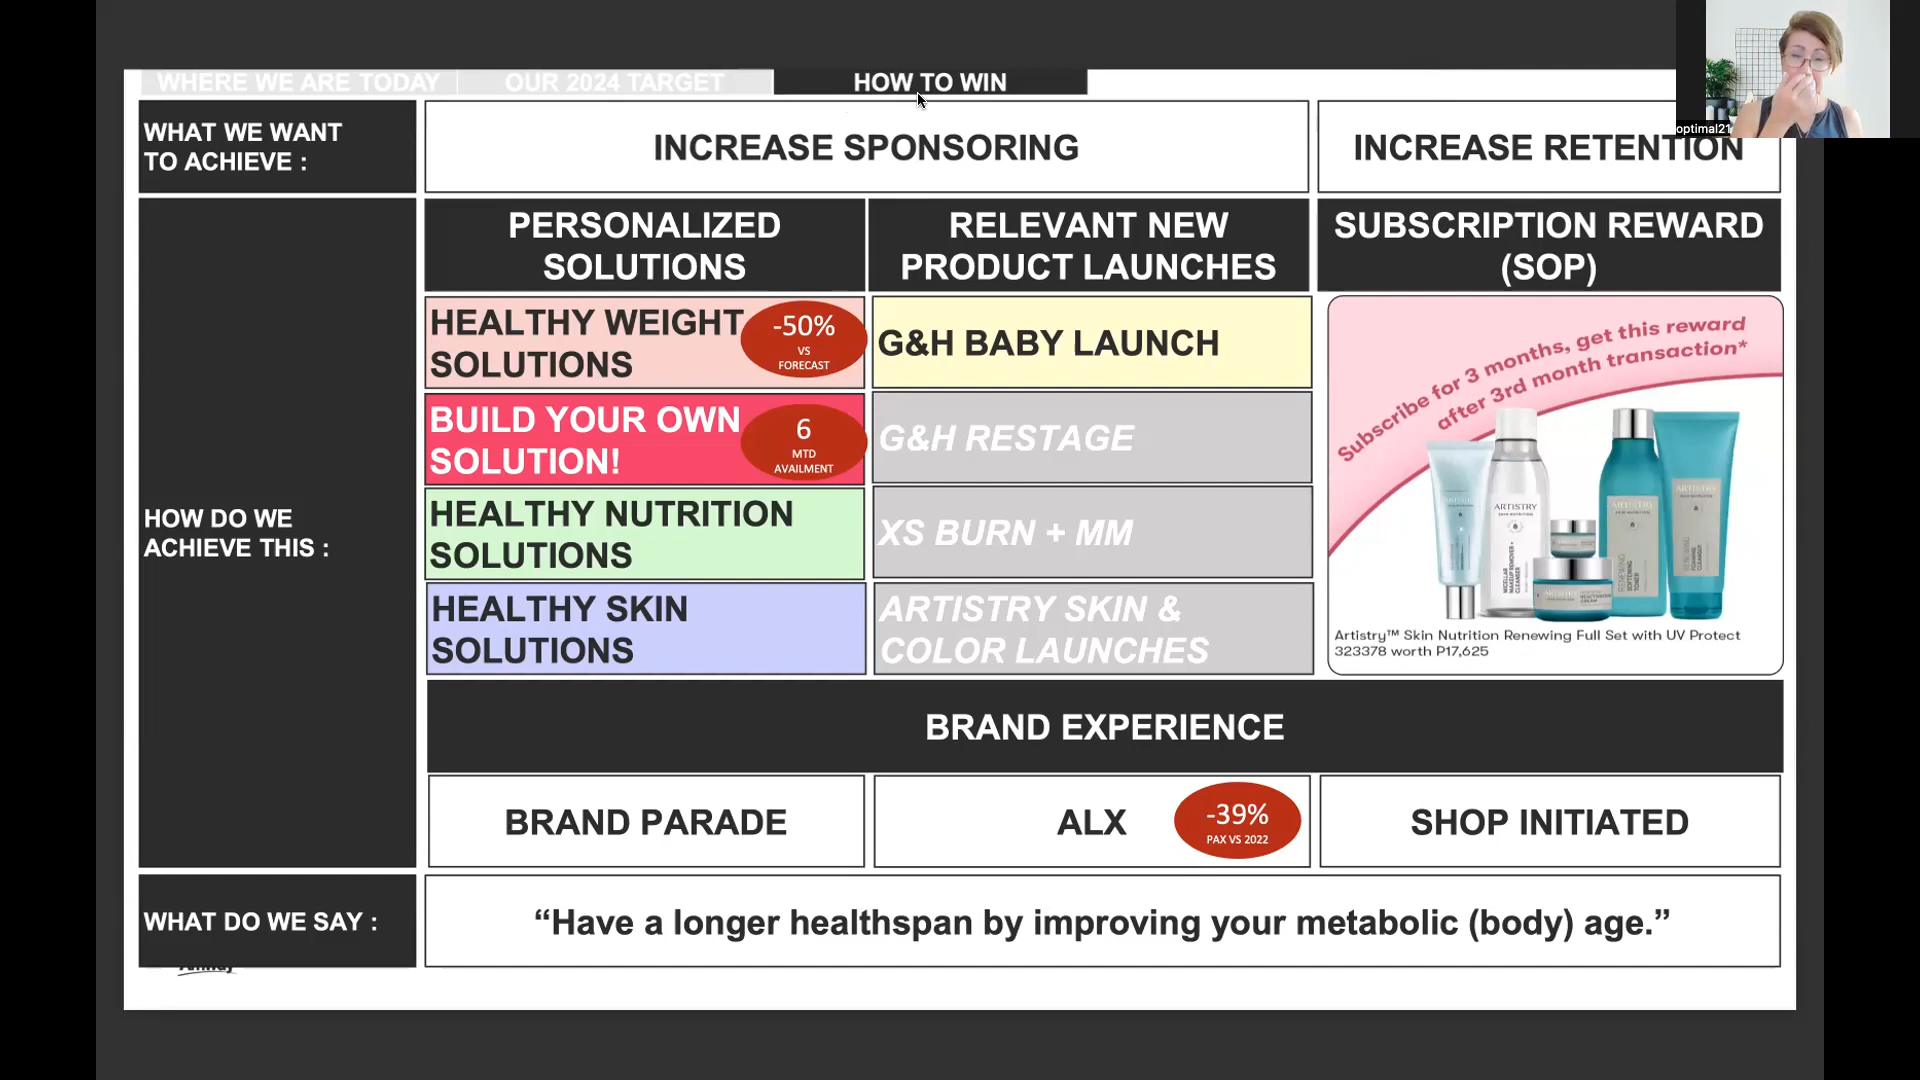 WHERE WE ARE TODAY
OUR 2024 TARGET
HOW TO WIN
optimal21
WHAT WE WANT
TO ACHIEVE :
INCREASE SPONSORING
INCREASE RETENTION
HOW DO WE
ACHIEVE THIS :
PERSONALIZED
SOLUTIONS
RELEVANT NEW
PRODUCT LAUNCHES
SUBSCRIPTION REWARD
(SOP)
HEALTHY WEIGHT
SOLUTIONS
-50%
VS
FORECAST
G&H BABY LAUNCH
BUILD YOUR OWN
SOLUTION!
6
MTD
AVAILMENT
G&H RESTAGE
HEALTHY NUTRITION
SOLUTIONS
XS BURN + MM
HEALTHY SKIN
SOLUTIONS
ARTISTRY SKIN &
COLOR LAUNCHES
Subscribe for 3 months, get this reward
after 3rd month transaction*
ARTISTRY
ARTISTRY
ARTISTRY
Artistry™ Skin Nutrition Renewing Full Set with UV Protect
323378 worth P17,625
BRAND EXPERIENCE
BRAND PARADE
ALX
-39%
PAX VS 2022
SHOP INITIATED
WHAT DO WE SAY :
“Have a longer healthspan by improving your metabolic (body) age.”
Amway